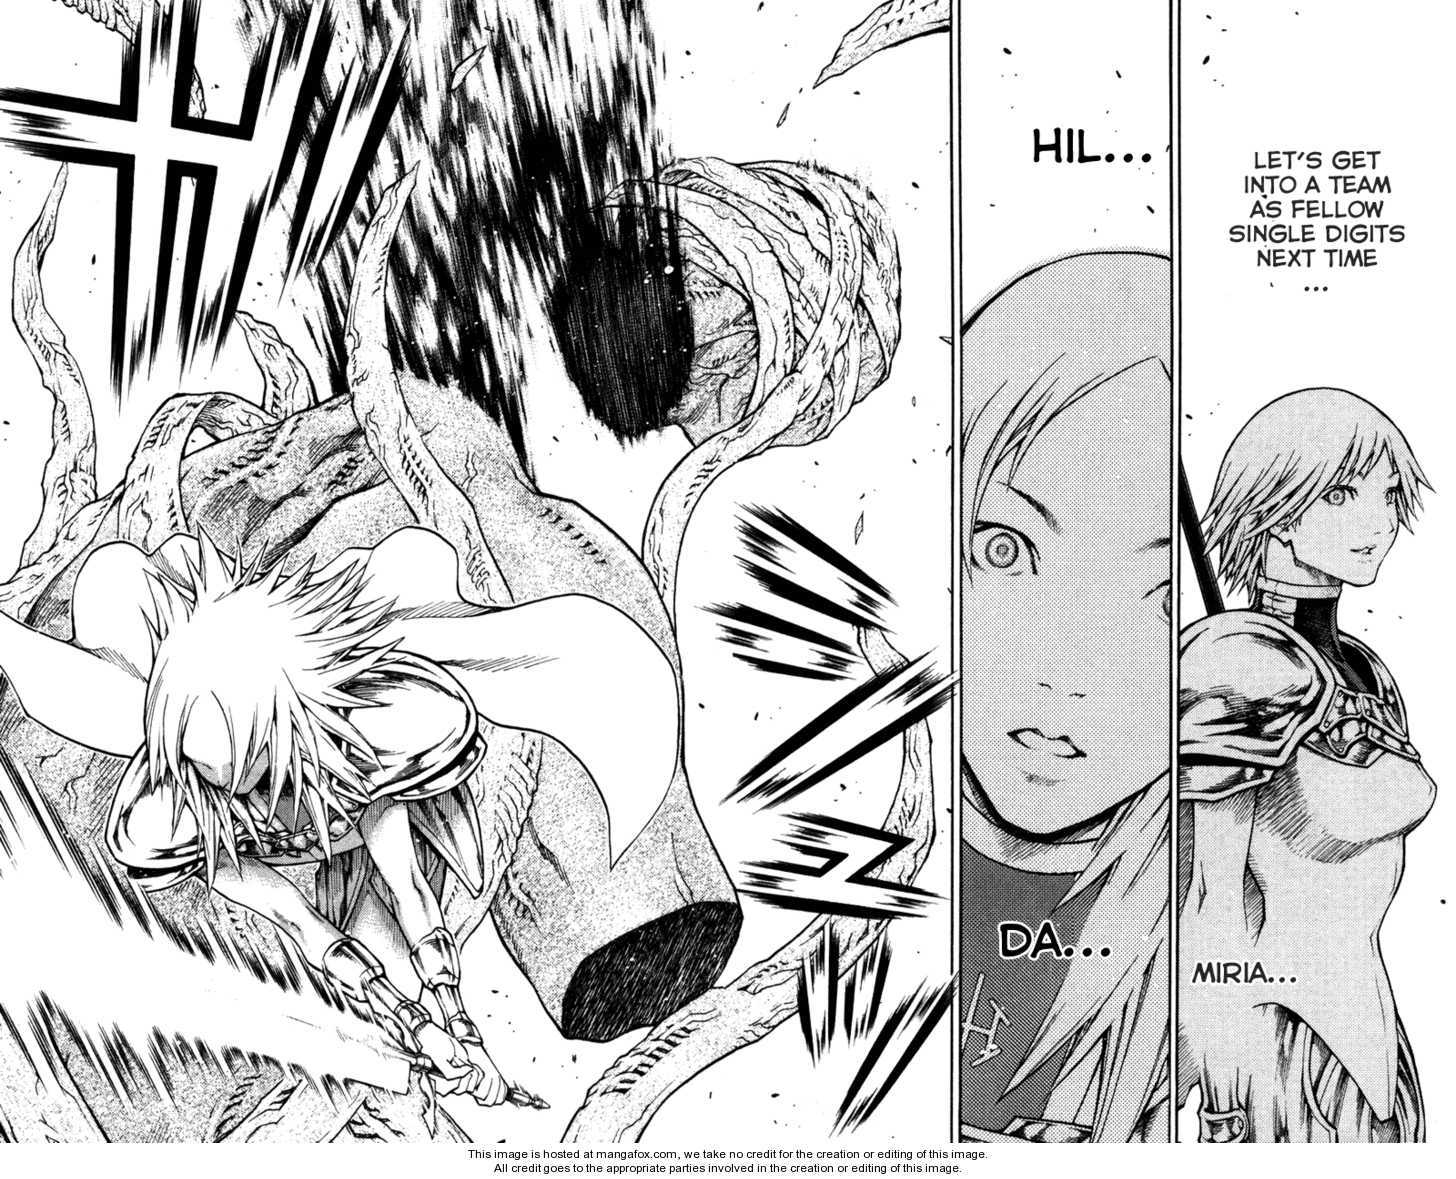 LET'S GET
INTO A TEAM
AS FELLOW
SINGLE DIGITS
NEXT TIME
...
MIRIA...
HIL...
DA...
This image is hosted at mangafox.com, we take no credit for the creation or editing of this image.
All credit goes to the appropriate parties involved in the creation or editing of this image.